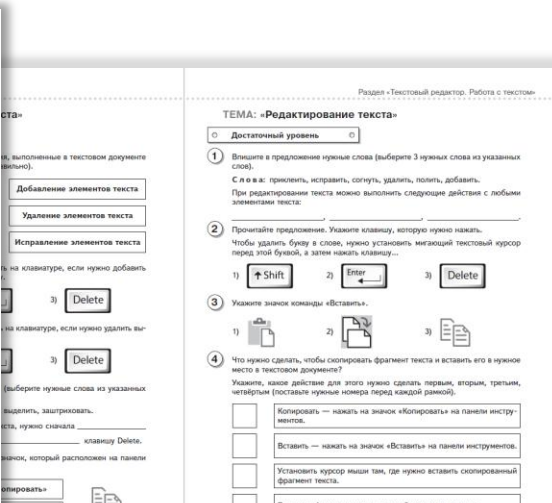 ста»
я, выполненные в текстовом документе
Добавление элементов текста
Удаление элементов текста
Исправление элементов текста
на клавиатуре, если нужно добавить
3) Delete
на клавиатуре, если нужно удалить вы-
3) Delete
(выберите нужные слова из указанных
выделить, заштриховать.
нужно сначала
клавишу Delete.
значок, который расположен на панели
Раздел «Текстовый редактор. Работа с текстом»
ТЕМА: «Редактирование текста»
Достаточный уровень
1 Впишите в предложение нужные слова (выберите 3 нужных слова из указанных
слов).
Слова: приклеить, исправить, согнуть, удалить, полить, добавить.
При редактировании текста можно выполнить следующие действия с любыми
элементами текста:
2 Прочитайте предложение. Укажите клавишу, которую нужно нажать.
Чтобы удалить букву в слове, нужно установить мигающий текстовый курсор
перед этой буквой, а затем нажать клавишу...
1) Shift 2) Enter 3) Delete
3 Укажите значок команды «Вставить».
1) 2) 3)
4 Что нужно сделать, чтобы скопировать фрагмент текста и вставить его в нужное
место в текстовом документе?
Укажите, какое действие для этого нужно сделать первым, вторым, третьим,
четвёртым (поставьте нужные номера перед каждой рамкой).
Копировать — нажать на значок «Копировать» на панели инстру-
ментов.
Вставить — нажать на значок «Вставить» на панели инструментов.
Установить курсор мыши там, где нужно вставить скопированный
фрагмент текста.